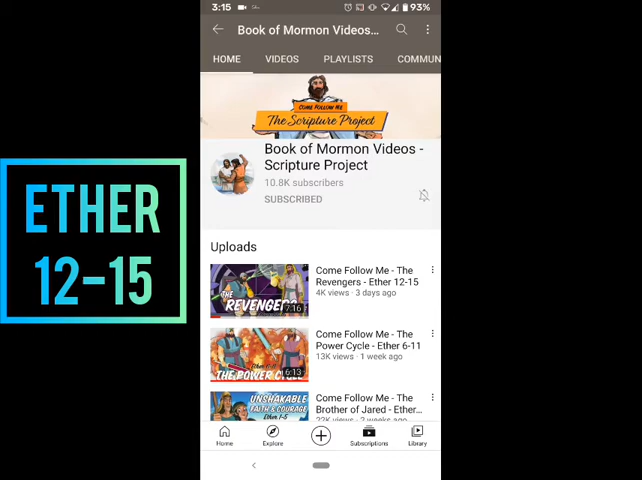 3:15
93%
Book of Mormon Videos...
HOME VIDEOS PLAYLISTS COMMUN
COME FOLLOW ME
The Scripture Project
Book of Mormon Videos -
Scripture Project
10.8K subscribers
SUBSCRIBED
ETHER
12-15
Uploads
THE
REVENGERS
7:16
Come Follow Me - The
Revengers - Ether 12-15
4K views · 3 days ago
THE POWER CYCLE
6:13
Come Follow Me - The
Power Cycle - Ether 6-11
13K views · 1 week ago
UNSHAKABLE
FAITH & COURAGE
Ether 1-5
Come Follow Me - The
Brother of Jared - Ether...
Home Explore Subscriptions Library